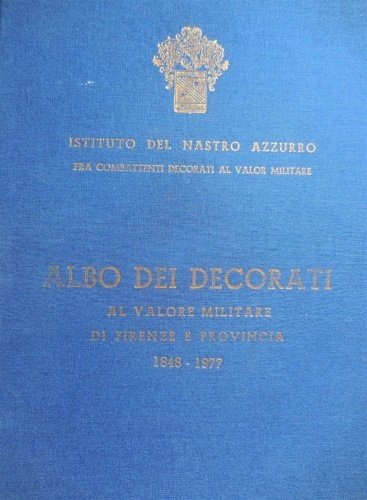 ISTITUTO DEL NASTRO AZZURRO
FRA COMBATTENTI DECORATI AL VALOR MILITARE
ALBO DEI DECORATI
AL VALORE MILITARE
DI FIRENZE E PROVINCIA
1848 - 1977